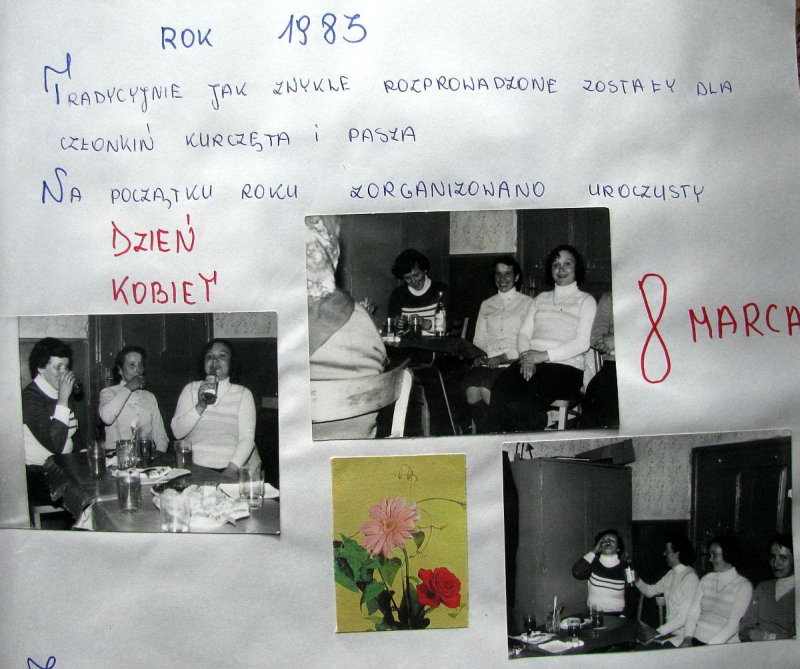 ROK 1983
TRADYCYJNIE JAK ZWYKLE ROZPROWADZONE ZOSTAŁY DLA
CZŁONKIŃ KURCZĘTA i PASZA
NA POCZĄTKU ROKU ZORGANIZOWANO UROCZYSTY
DZIEŃ
KOBIET
8 MARCA